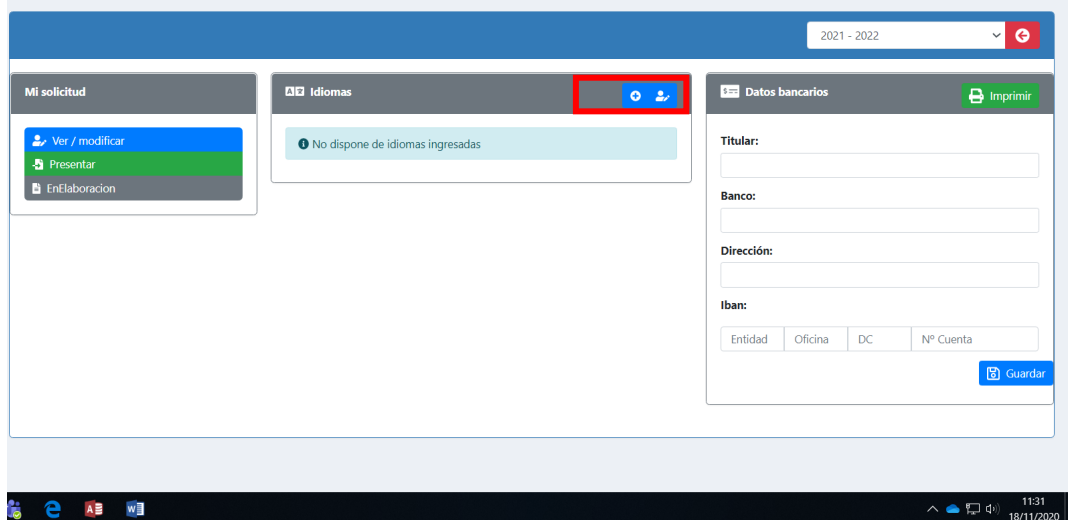 2021 - 2022
Mi solicitud
Ver / modificar
Presentar
EnElaboracion
Idiomas
No dispone de idiomas ingresadas
Datos bancarios
Imprimir
Titular:
Banco:
Dirección:
Iban:
Entidad Oficina DC Nº Cuenta
Guardar
11:31
18/11/2020